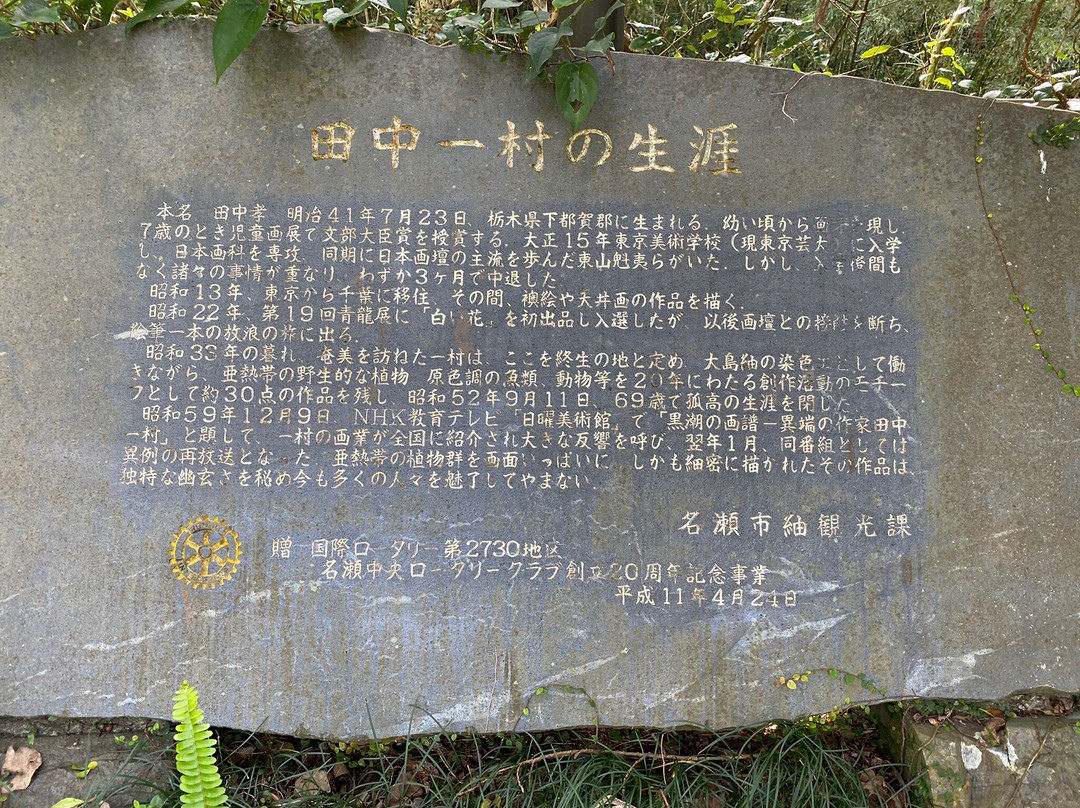 田中一村の生涯
本名、田中孝、明治41年7月23日、栃木県下都賀郡に生まれる。幼い頃から画現し、
7歳のとき児童画展で文部大臣賞を授賞する。大正15年東京美術学校（現東京芸大）に入学
し、日本画科を専攻、同期に日本画壇の主流を歩んだ東山魁夷らがいた。しかし、入学後間も
なく諸々の事情が重なり、わずか3ヶ月で中退した
昭和13年、東京から千葉に移住、その間、襖絵や天井画の作品を描く。
昭和22年、第19回青龍展に「白い花」を初出品し入選したが、以後画壇との接触を断ち、
絵筆一本の放浪の旅に出る。
昭和33年の暮れ、奄美を訪ねた一村は、ここを終生の地と定め、大島紬の染色工として働
きながら、亜熱帯の野生的な植物、原色調の魚類、動物等を20年にわたる創作活動のモチー
フとして約30点の作品を残し、昭和52年9月11日、69歳で孤高の生涯を閉した
昭和59年12月9日、NHK教育テレビ「日曜美術館」で「黒潮の画譜－異端の作家田中
一村」と題して、一村の画業が全国に紹介され大きな反響を呼び、翌年1月、同番組としては
異例の再放送となった。亜熱帯の植物群を画面いっぱいに、しかも細密に描かれたその作品は、
独特な幽玄さを秘め今も多くの人々を魅了してやまない。
名瀬市紬観光課
贈 国際ロータリー第2730地区
名瀬中央ロータリークラブ創立20周年記念事業
平成11年4月24日